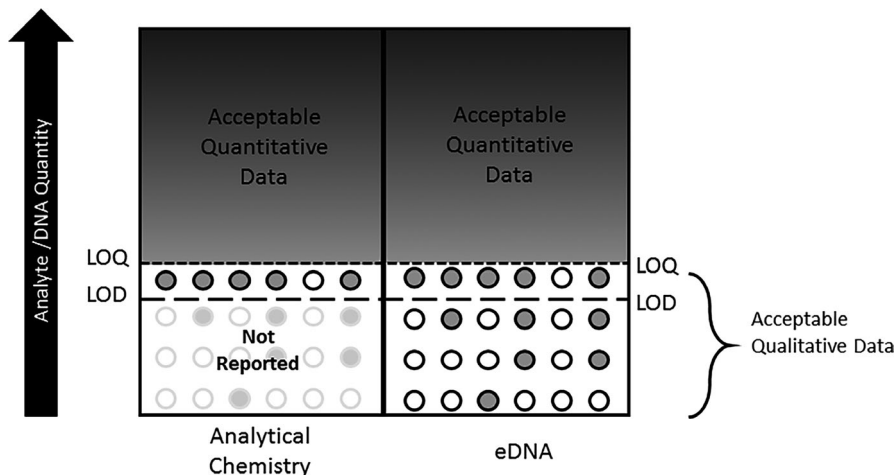 Analyte /DNA Quantity
Acceptable
Quantitative
Data
Acceptable
Quantitative
Data
LOQ
LOD
LOQ
LOD
Not
Reported
Acceptable
Qualitative Data
Analytical
Chemistry
eDNA